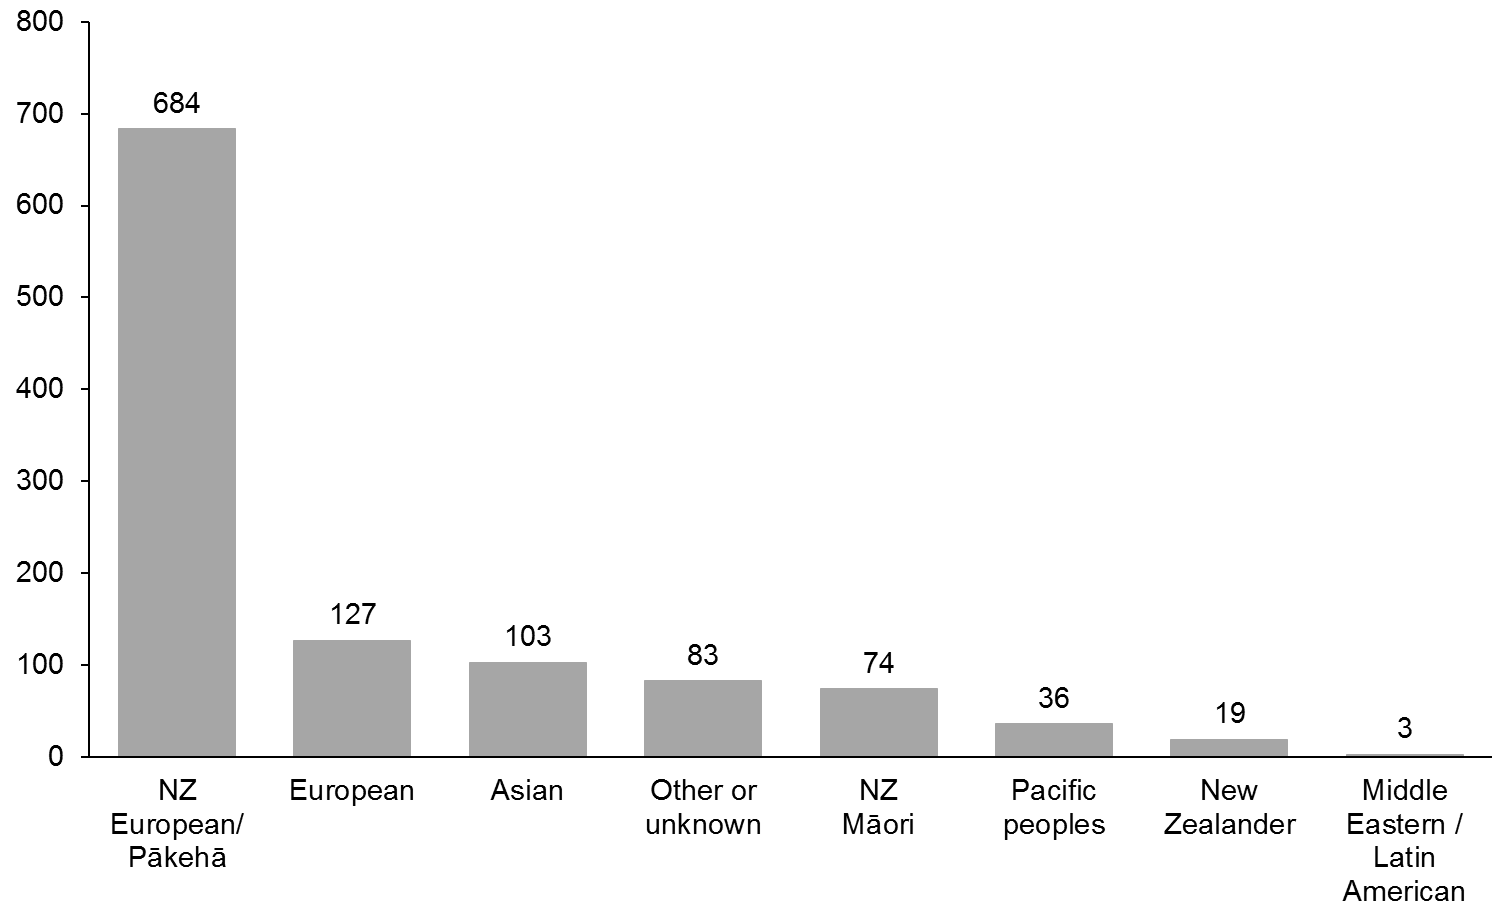 800
700
600
500
400
300
200
100
0
684
127
103
83
74
36
19
3
NZ
European/
Pākehā
European
Asian
Other or
unknown
NZ
Māori
Pacific
peoples
New
Zealander
Middle
Eastern /
Latin
American